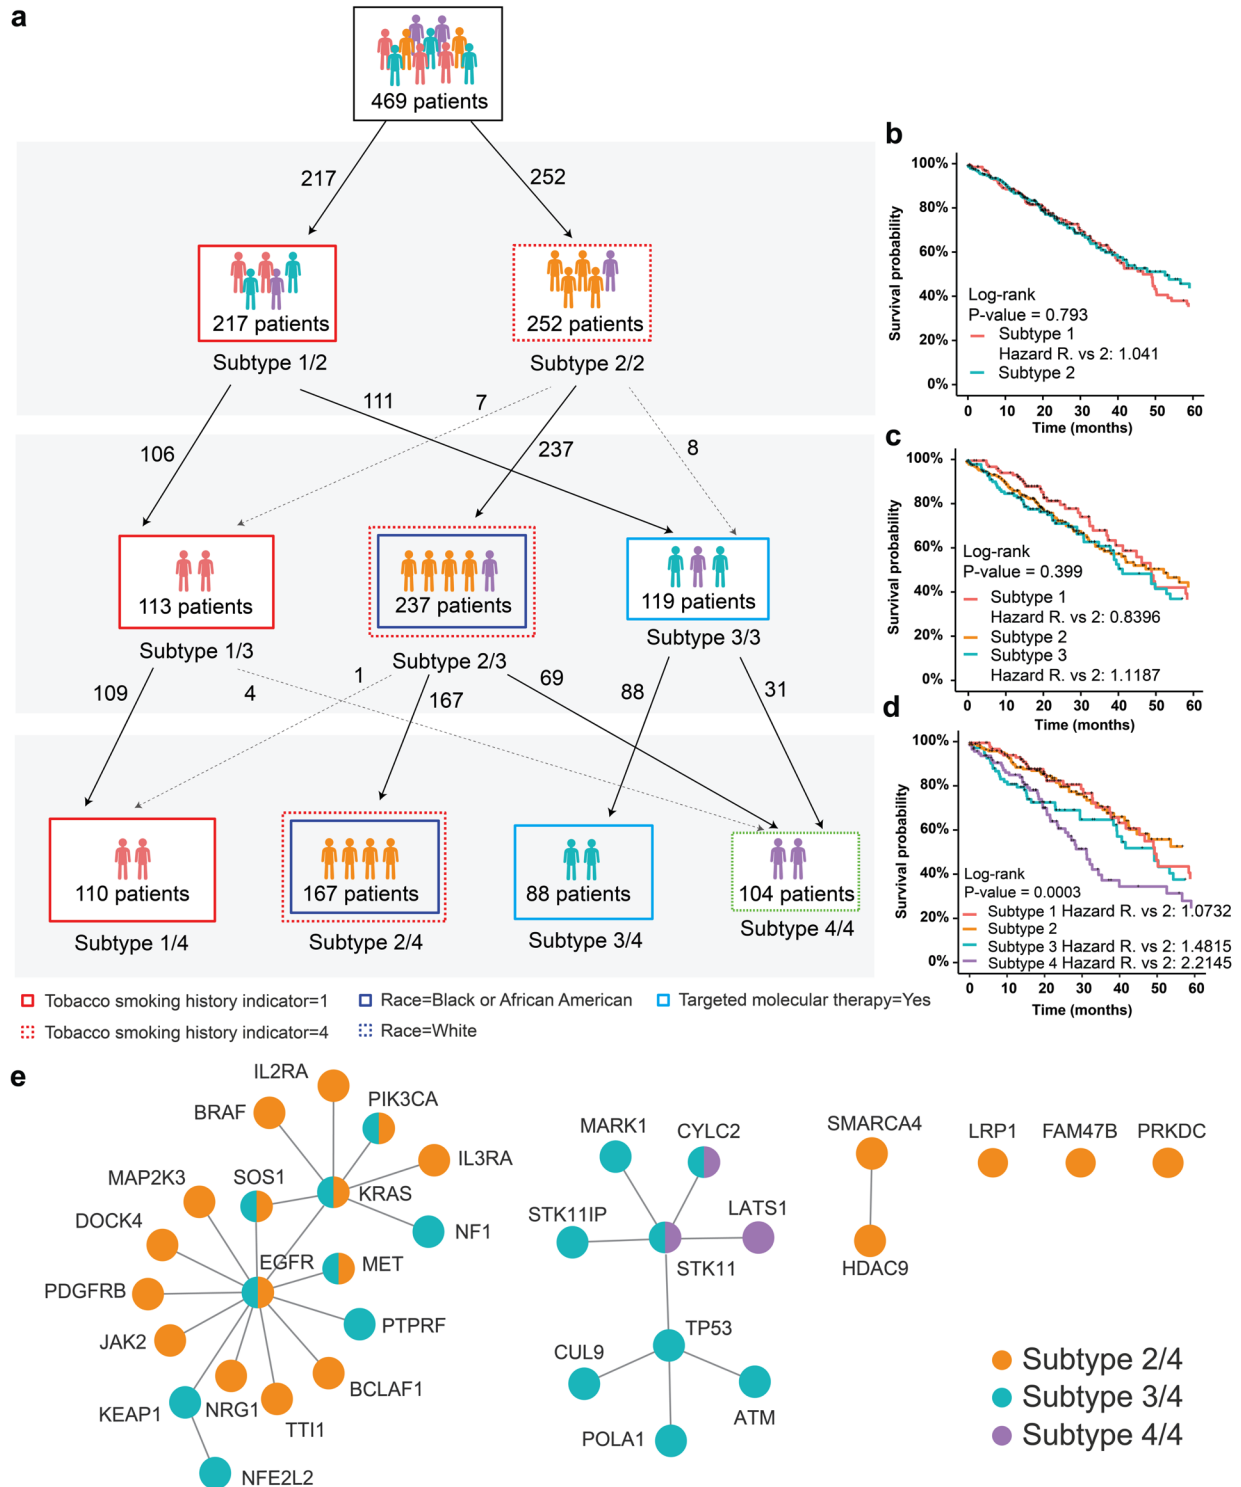 a
469 patients
217
252
217 patients
252 patients
Subtype 1/2
Subtype 2/2
111
7
106
237
8
113 patients
237 patients
119 patients
Subtype 1/3
Subtype 2/3
Subtype 3/3
109
4
1
167
69
88
31
110 patients
167 patients
88 patients
104 patients
Subtype 1/4
Subtype 2/4
Subtype 3/4
Subtype 4/4
Tobacco smoking history indicator=1
Race=Black or African American
Targeted molecular therapy=Yes
Tobacco smoking history indicator=4
Race=White
b
Survival probability
100%
80%
60%
40%
20%
0%
Log-rank
P-value = 0.793
Subtype 1
Hazard R. vs 2: 1.041
Subtype 2
0 10 20 30 40 50 60
Time (months)
c
Survival probability
100%
80%
60%
40%
20%
0%
Log-rank
P-value = 0.399
Subtype 1
Hazard R. vs 2: 0.8396
Subtype 2
Subtype 3
Hazard R. vs 2: 1.1187
0 10 20 30 40 50 60
Time (months)
d
Survival probability
100%
80%
60%
40%
20%
0%
Log-rank
P-value = 0.0003
Subtype 1 Hazard R. vs 2: 1.0732
Subtype 2
Subtype 3 Hazard R. vs 2: 1.4815
Subtype 4 Hazard R. vs 2: 2.2145
0 10 20 30 40 50 60
Time (months)
e
IL2RA
BRAF
PIK3CA
IL3RA
MAP2K3
SOS1
KRAS
DOCK4
NF1
EGFR
MET
PDGFRB
PTPRF
JAK2
BCLAF1
KEAP1
NRG1
TTI1
NFE2L2
MARK1
CYLC2
STK11IP
LATS1
STK11
TP53
CUL9
ATM
POLA1
SMARCA4
HDAC9
LRP1
FAM47B
PRKDC
Subtype 2/4
Subtype 3/4
Subtype 4/4